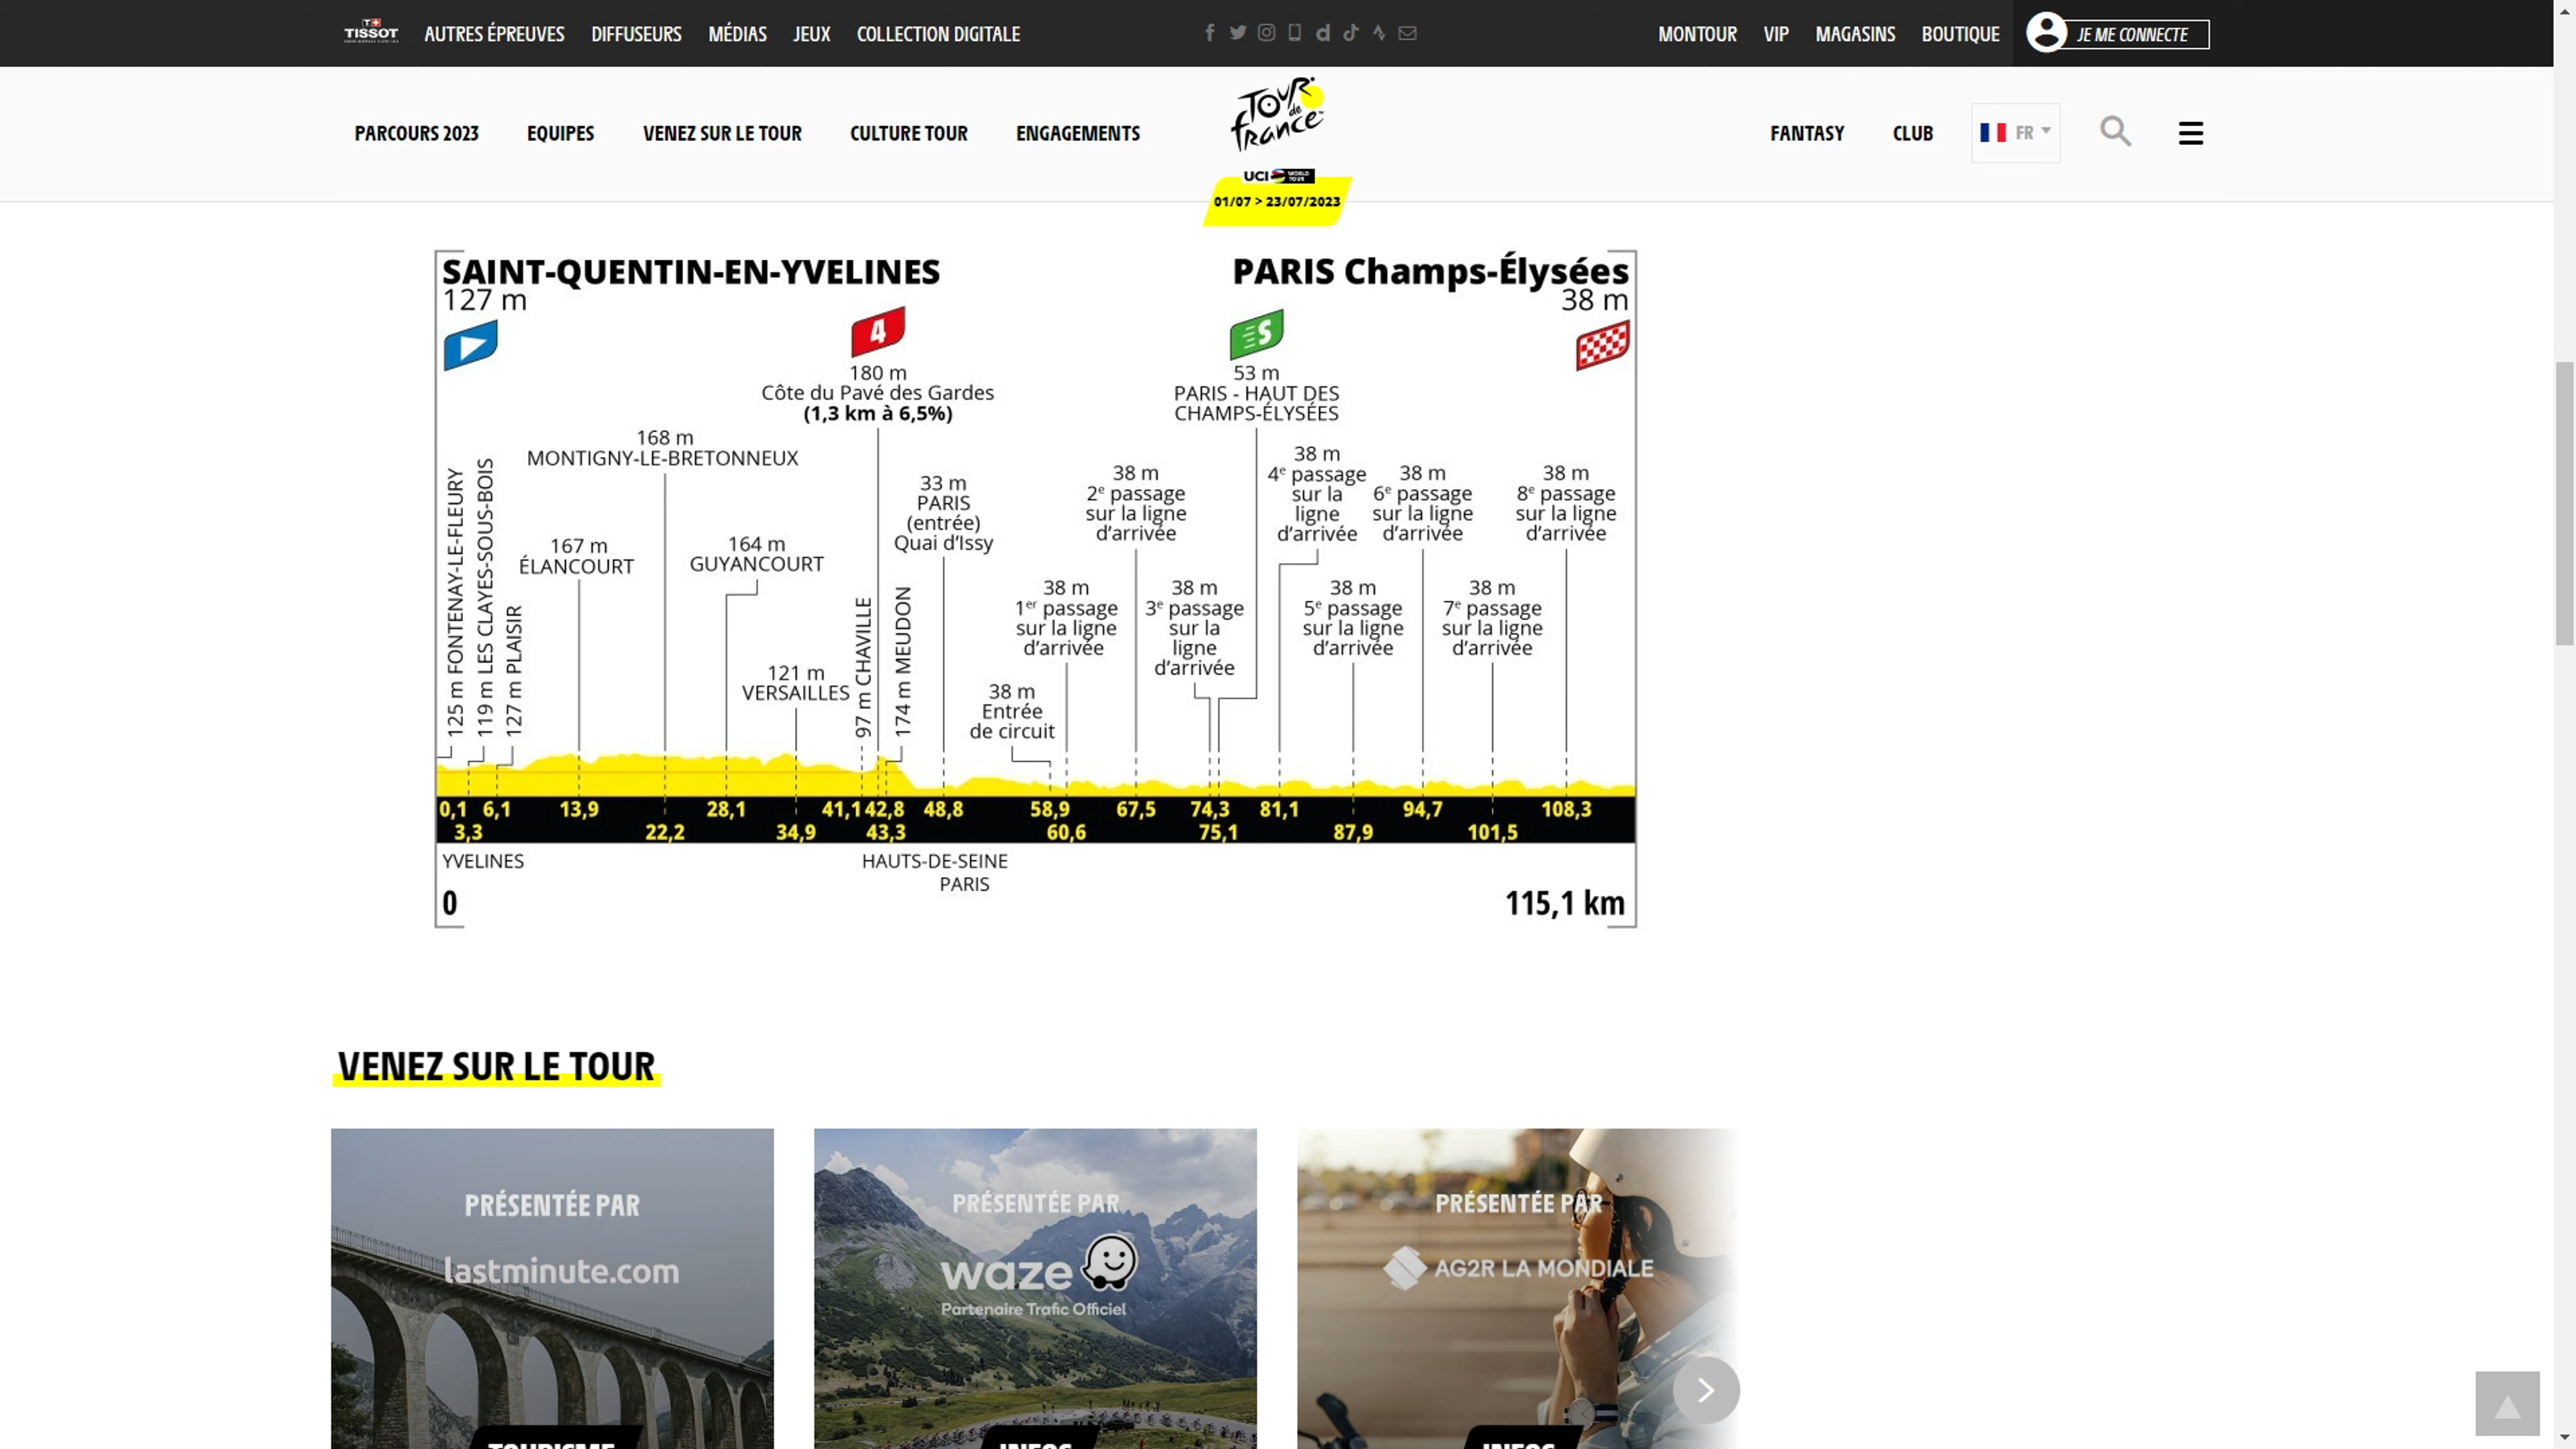 TISSOT
AUTRES ÉPREUVES
DIFFUSEURS
MÉDIAS
JEUX
COLLECTION DIGITALE
MONTOUR
VIP
MAGASINS
BOUTIQUE
JE ME CONNECTE
PARCOURS 2023
EQUIPES
VENEZ SUR LE TOUR
CULTURE TOUR
ENGAGEMENTS
TOUR
de
france
UCI WORLD TOUR
01/07 > 23/07/2023
FANTASY
CLUB
FR
SAINT-QUENTIN-EN-YVELINES
127 m
PARIS Champs-Élysées
38 m
4
180 m
Côte du Pavé des Gardes
(1,3 km à 6,5%)
S
53 m
PARIS - HAUT DES
CHAMPS-ÉLYSÉES
125 m FONTENAY-LE-FLEURY
119 m LES CLAYES-SOUS-BOIS
127 m PLAISIR
167 m
ÉLANCOURT
168 m
MONTIGNY-LE-BRETONNEUX
164 m
GUYANCOURT
121 m
VERSAILLES
97 m CHAVILLE
174 m MEUDON
33 m
PARIS
(entrée)
Quai d’Issy
38 m
Entrée
de circuit
38 m
1er passage
sur la ligne
d’arrivée
38 m
2e passage
sur la ligne
d’arrivée
38 m
3e passage
sur la
ligne
d’arrivée
38 m
4e passage
sur la
ligne
d’arrivée
38 m
5e passage
sur la ligne
d’arrivée
38 m
6e passage
sur la ligne
d’arrivée
38 m
7e passage
sur la ligne
d’arrivée
38 m
8e passage
sur la ligne
d’arrivée
0,1 6,1 13,9 28,1 41,1 42,8 48,8 58,9 67,5 74,3 81,1 94,7 108,3
3,3 22,2 34,9 43,3 60,6 75,1 87,9 101,5
YVELINES
HAUTS-DE-SEINE
PARIS
0
115,1 km
VENEZ SUR LE TOUR
PRÉSENTÉE PAR
lastminute.com
TOURISME
PRÉSENTÉE PAR
waze
Partenaire Trafic Officiel
INFOS
PRÉSENTÉE PAR
AG2R LA MONDIALE
INFOS